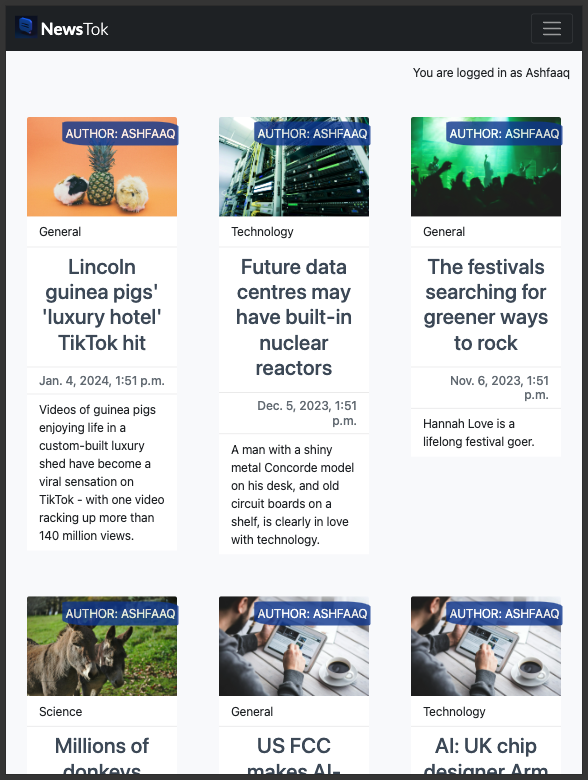 NewsTok
You are logged in as Ashfaaq
AUTHOR: ASHFAAQ
General
Lincoln
guinea pigs'
'luxury hotel'
TikTok hit
Jan. 4, 2024, 1:51 p.m.
Videos of guinea pigs
enjoying life in a
custom-built luxury
shed have become a
viral sensation on
TikTok - with one video
racking up more than
140 million views.
AUTHOR: ASHFAAQ
Technology
Future data
centres may
have built-in
nuclear
reactors
Dec. 5, 2023, 1:51
p.m.
A man with a shiny
metal Concorde model
on his desk, and old
circuit boards on a
shelf, is clearly in love
with technology.
AUTHOR: ASHFAAQ
General
The festivals
searching for
greener ways
to rock
Nov. 6, 2023, 1:51
p.m.
Hannah Love is a
lifelong festival goer.
AUTHOR: ASHFAAQ
Science
Millions of
donkeys
AUTHOR: ASHFAAQ
General
US FCC
makes AI-
AUTHOR: ASHFAAQ
Technology
AI: UK chip
designer Arm